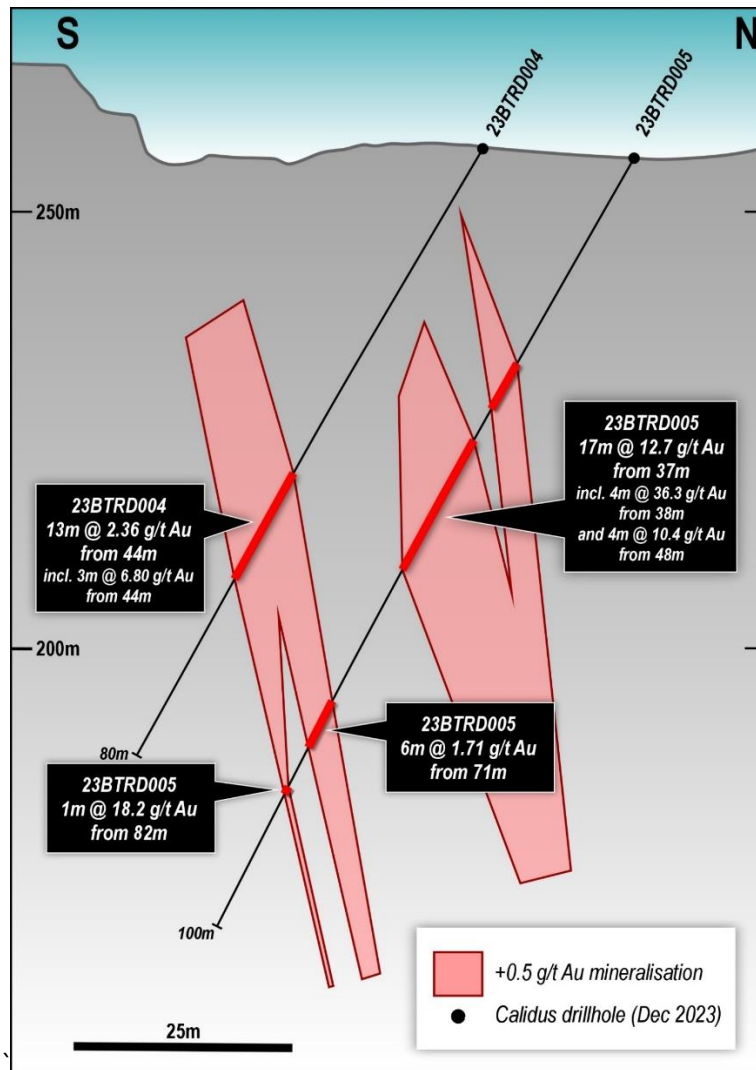 S
N
23BTRD004
23BTRD005
250m
23BTRD005
17m @ 12.7 g/t Au
from 37m
incl. 4m @ 36.3 g/t Au
from 38m
and 4m @ 10.4 g/t Au
from 48m
23BTRD004
13m @ 2.36 g/t Au
from 44m
incl. 3m @ 6.80 g/t Au
from 44m
200m
23BTRD005
6m @ 1.71 g/t Au
from 71m
80m
23BTRD005
1m @ 18.2 g/t Au
from 82m
100m
+0.5 g/t Au mineralisation
Calidus drillhole (Dec 2023)
25m
`